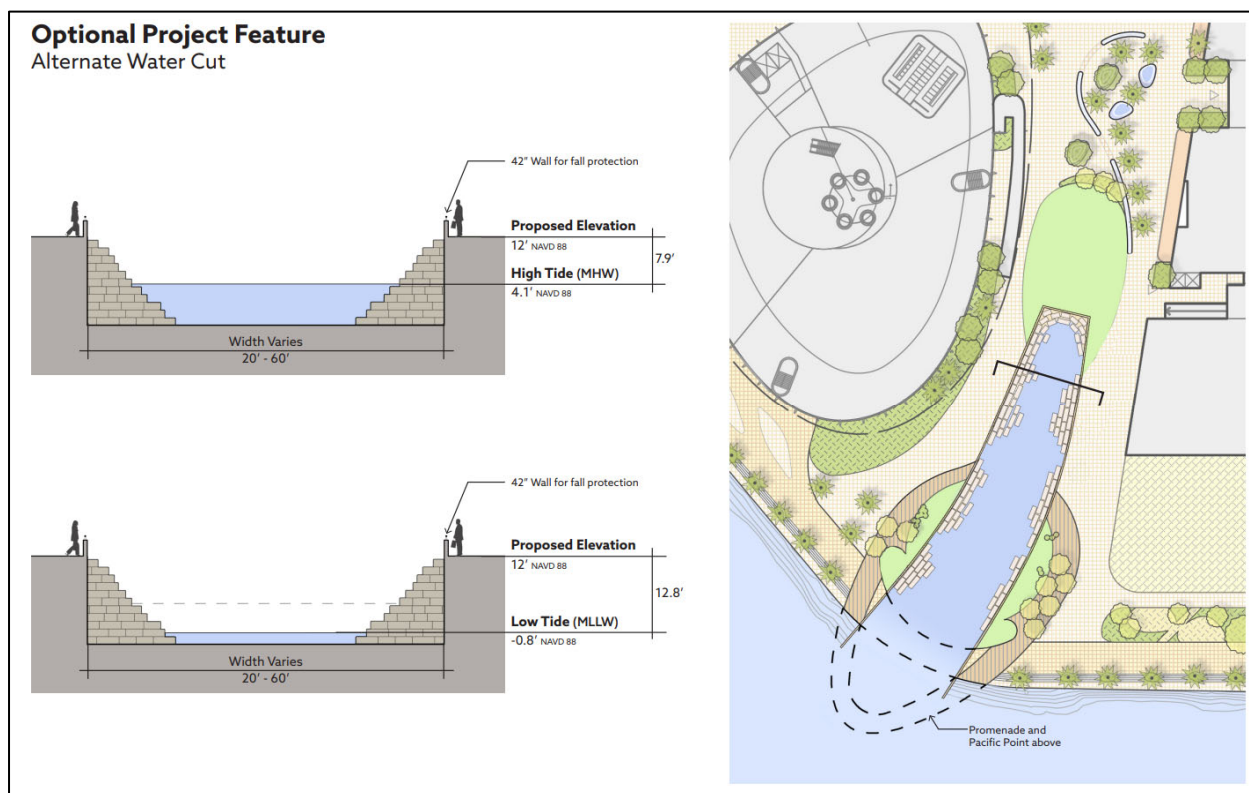 Optional Project Feature
Alternate Water Cut
42" Wall for fall protection
Proposed Elevation
12' NAVD 88
7.9'
High Tide (MHW)
4.1' NAVD 88
Width Varies
20' - 60'
42" Wall for fall protection
Proposed Elevation
12' NAVD 88
12.8'
Low Tide (MLLW)
-0.8' NAVD 88
Width Varies
20' - 60'
Promenade and
Pacific Point above